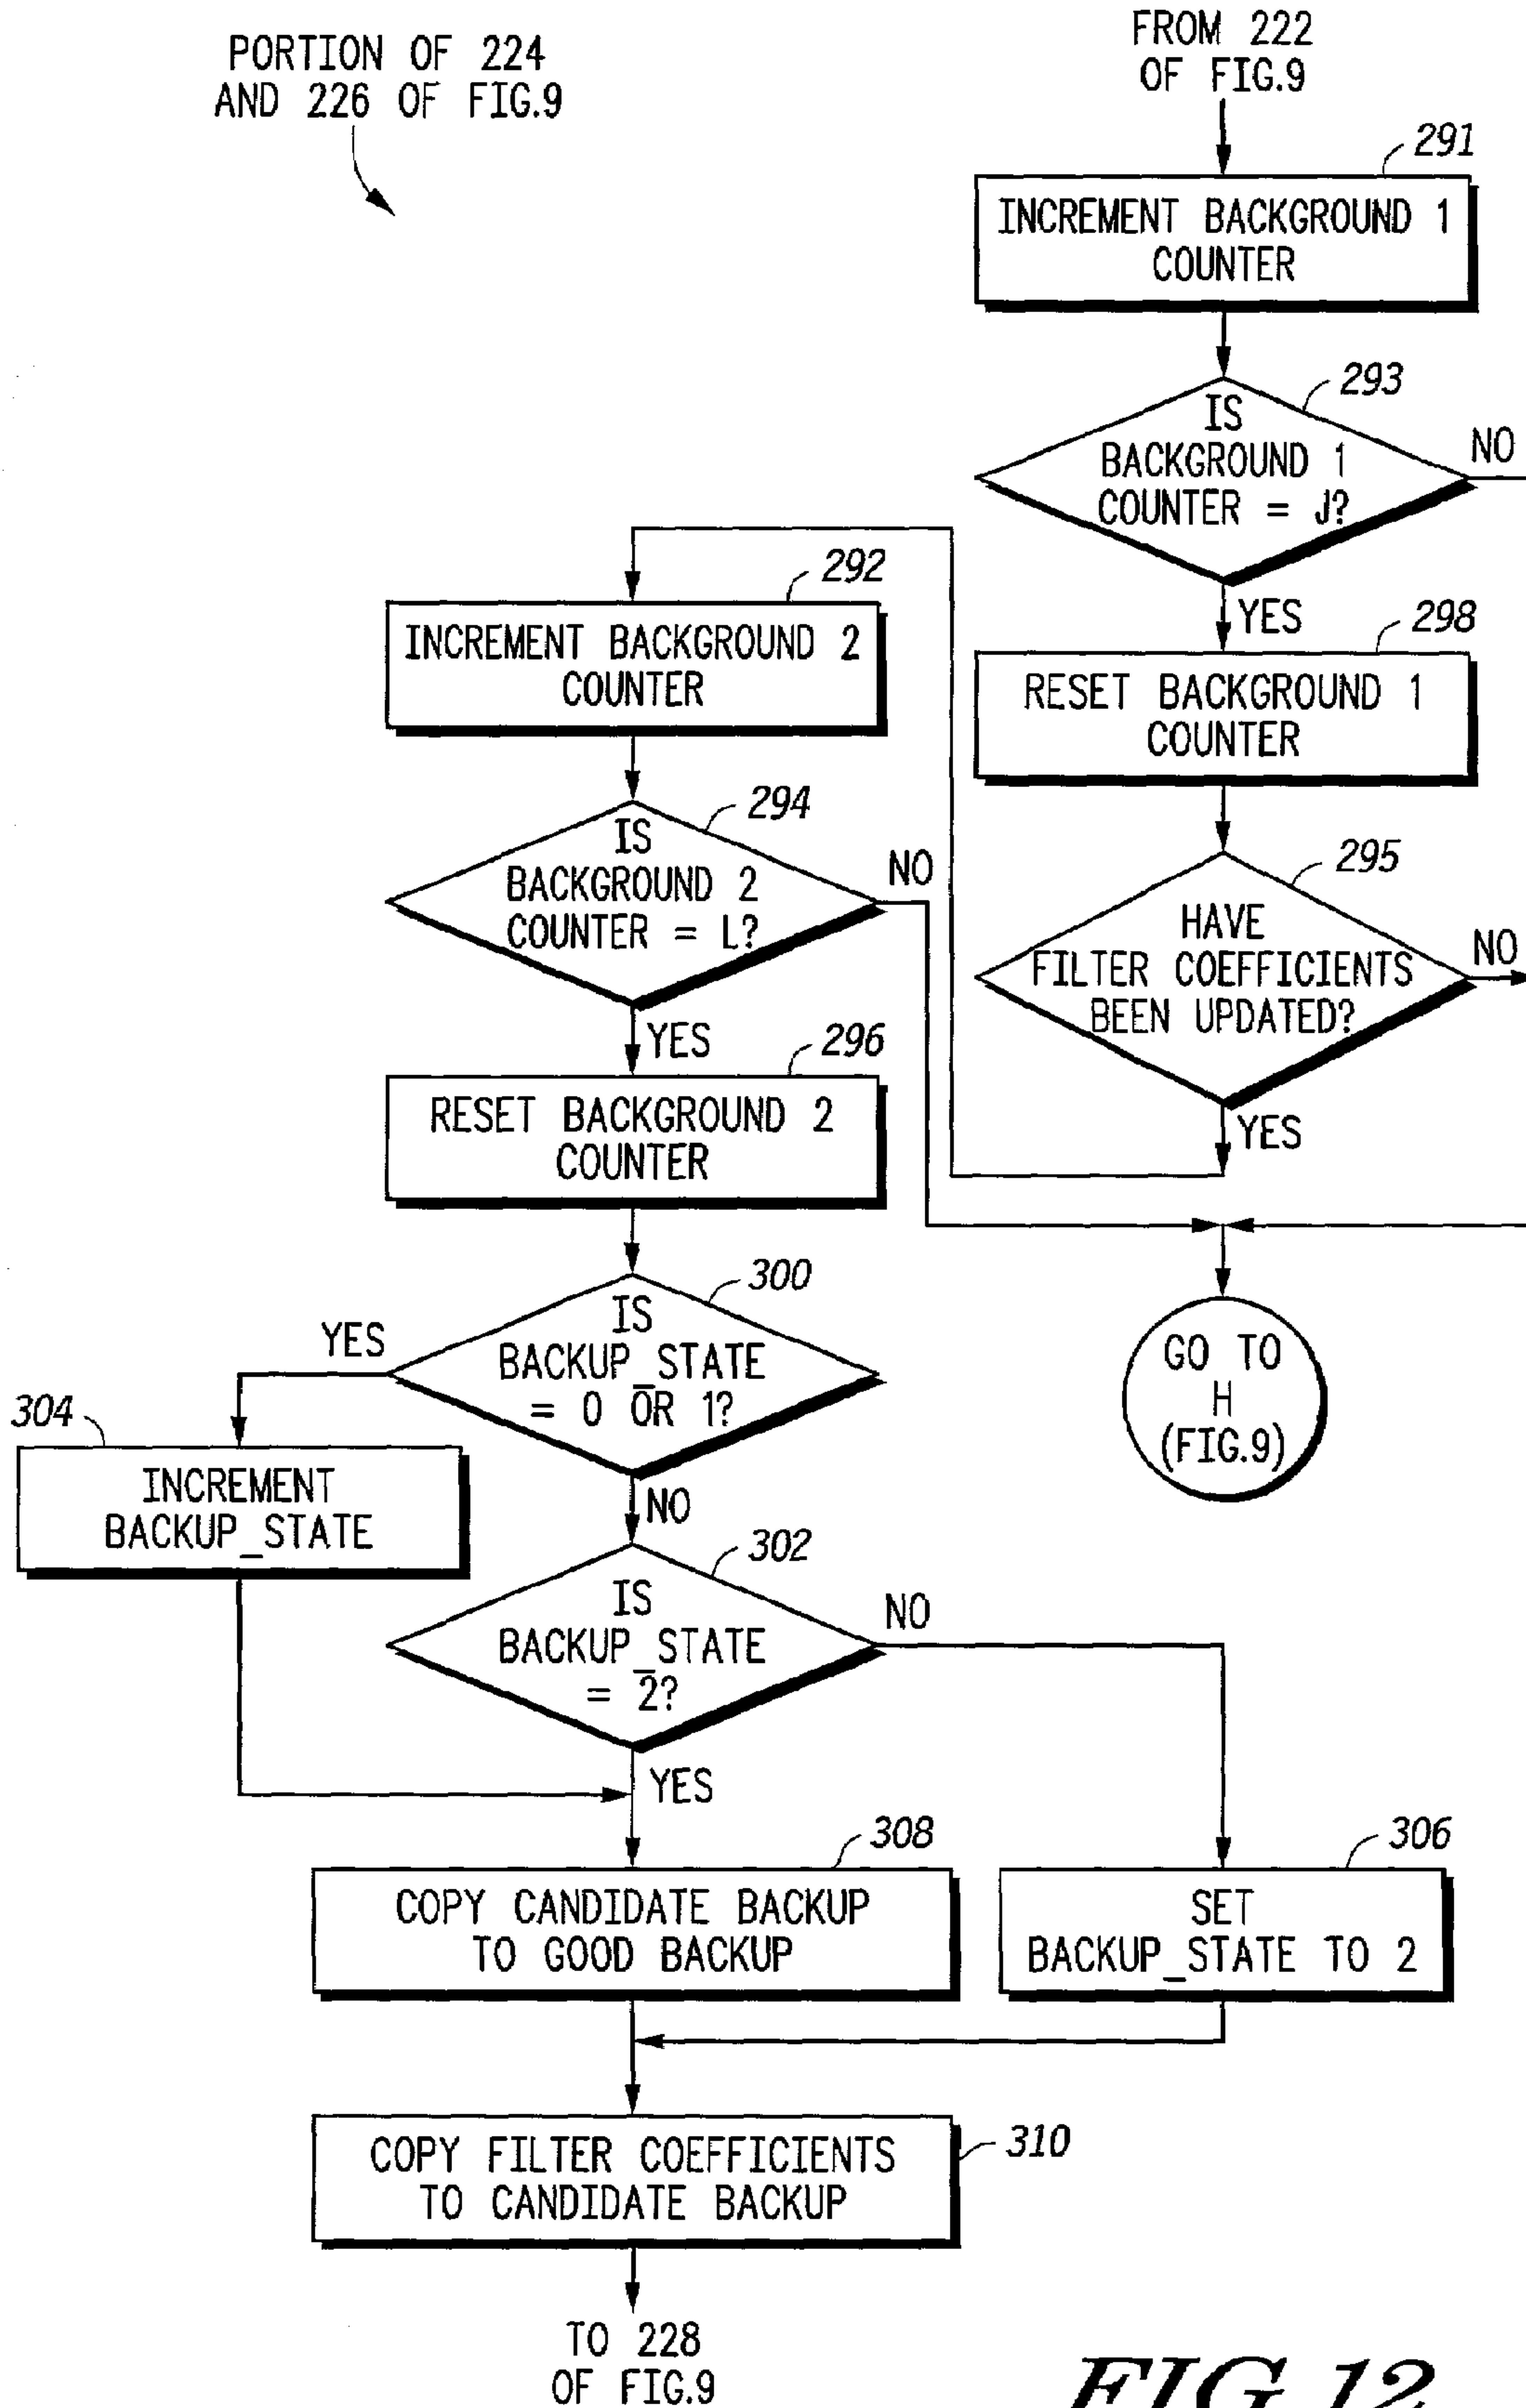 PORTION OF 224
AND 226 OF FIG.9
FROM 222
OF FIG.9
291
INCREMENT BACKGROUND 1
COUNTER
293
IS
BACKGROUND 1
COUNTER = J?
NO
YES
298
RESET BACKGROUND 1
COUNTER
295
HAVE
FILTER COEFFICIENTS
BEEN UPDATED?
NO
YES
292
INCREMENT BACKGROUND 2
COUNTER
294
IS
BACKGROUND 2
COUNTER = L?
NO
YES
296
RESET BACKGROUND 2
COUNTER
300
IS
BACKUP_STATE
= 0 OR 1?
YES
NO
GO TO
H
(FIG.9)
304
INCREMENT
BACKUP_STATE
302
IS
BACKUP_STATE
= 2?
NO
YES
308
COPY CANDIDATE BACKUP
TO GOOD BACKUP
306
SET
BACKUP_STATE TO 2
310
COPY FILTER COEFFICIENTS
TO CANDIDATE BACKUP
TO 228
OF FIG.9
FIG.12